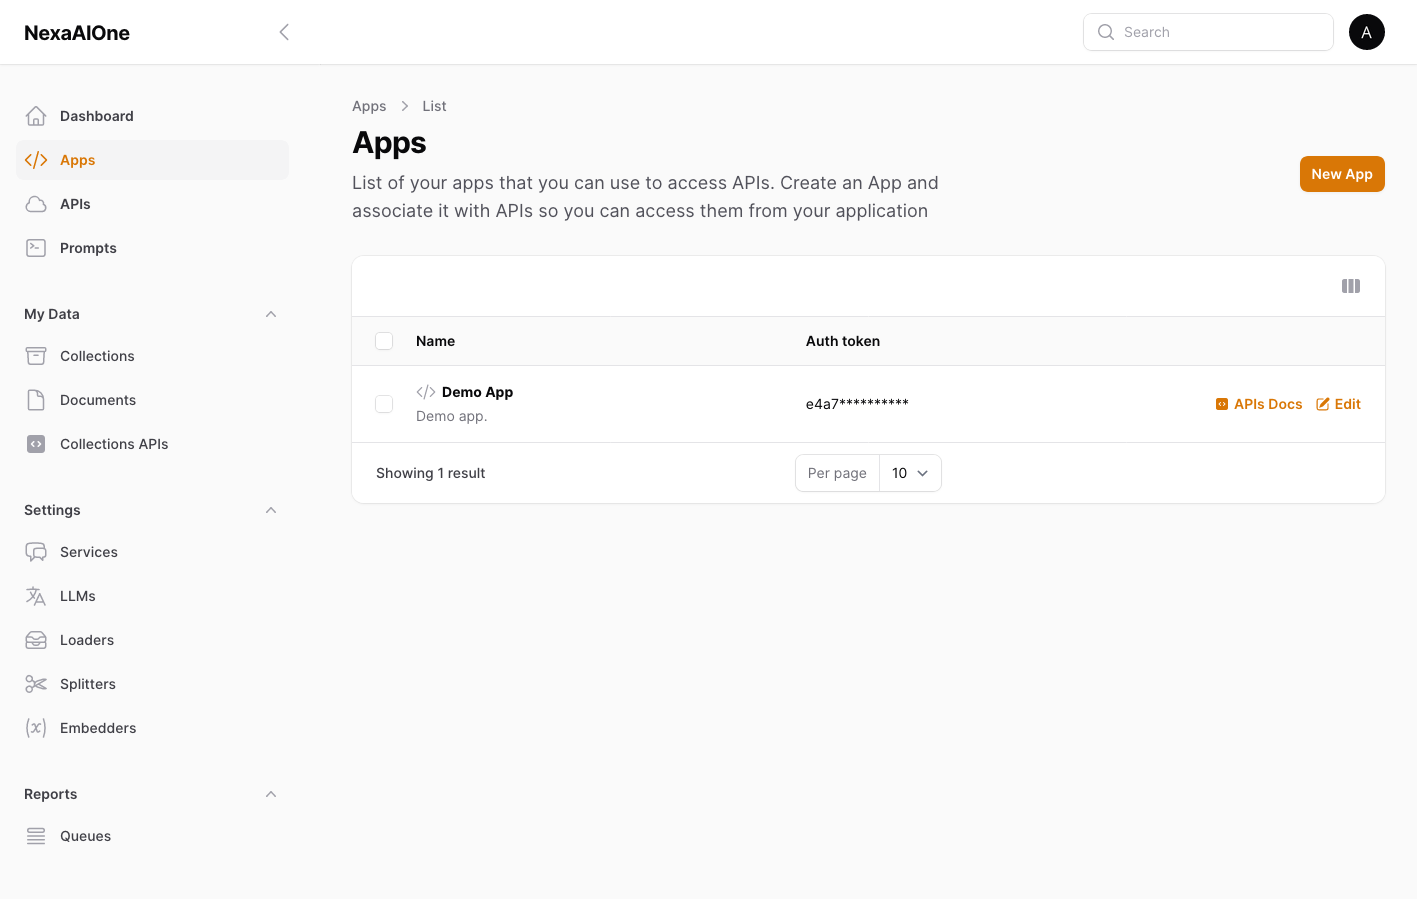 NexaAIOne
Search
A
Dashboard
Apps
APIs
Prompts
My Data
Collections
Documents
Collections APIs
Settings
Services
LLMs
Loaders
Splitters
Embedders
Reports
Queues
Apps List
Apps
List of your apps that you can use to access APIs. Create an App and
associate it with APIs so you can access them from your application
New App
Name Auth token
Demo App
Demo app.
e4a7**********
APIs Docs Edit
Showing 1 result
Per page 10